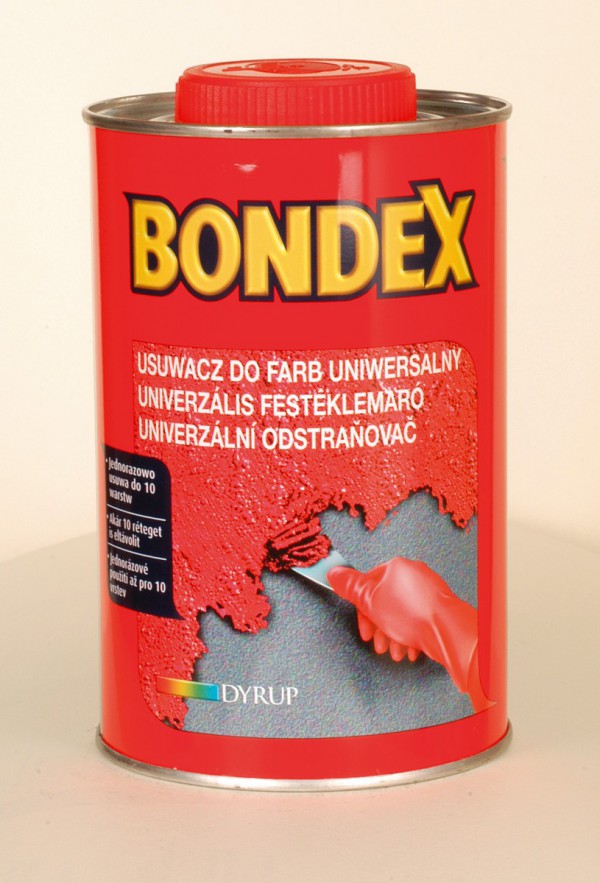 BONDEX
USUWACZ DO FARB UNIWERSALNY
UNIVERZÁLIS FESTÉKLEMARÓ
UNIVERZÁLNÍ ODSTRAŇOVAČ
• Jednorazowo
usuwa do 10
warstw
• Akár 10 réteget
is eltávolít
• Jednorázové
použití až pro 10
vrstev
DYRUP